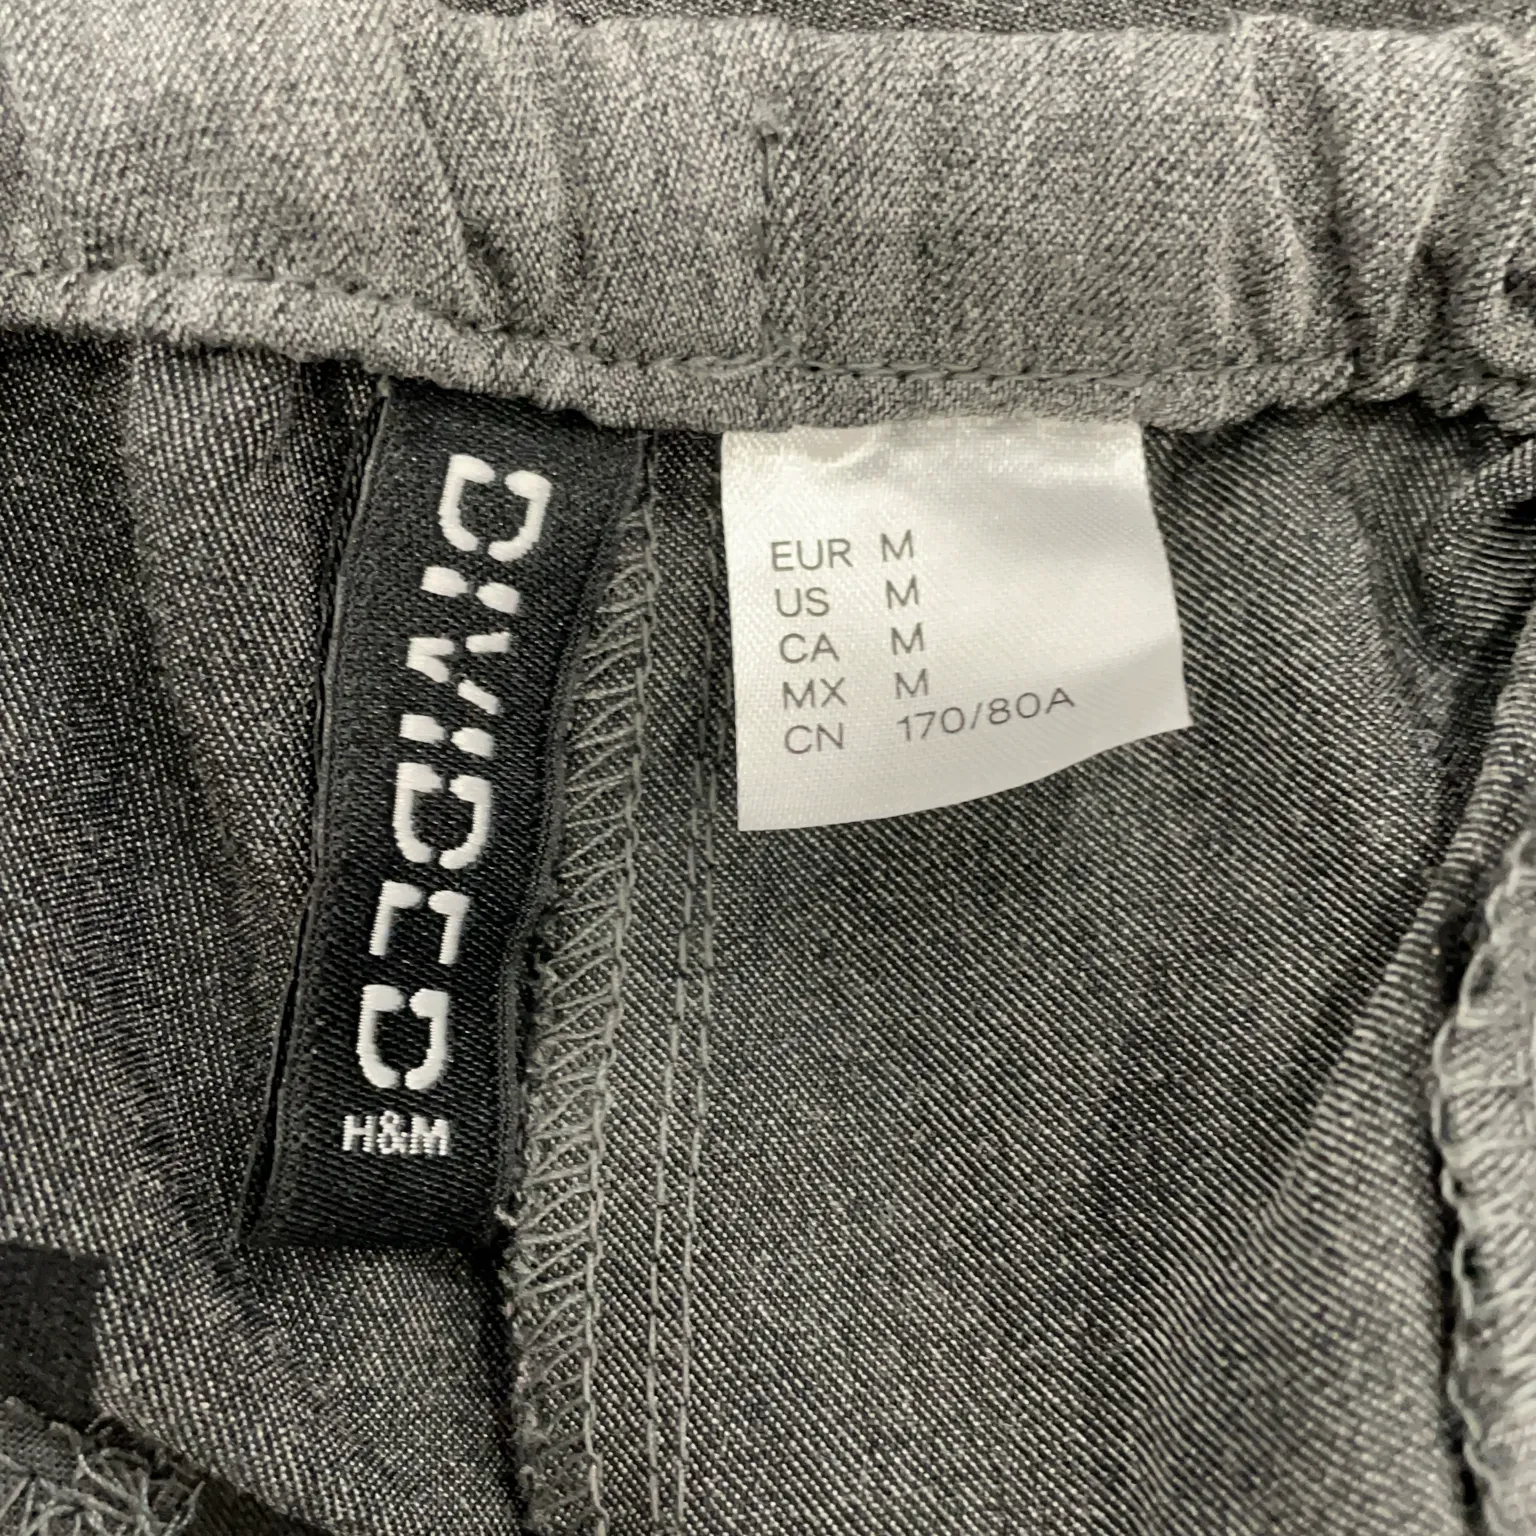 DIVIDED
H&M
EUR M
US M
CA M
MX M
CN 170/80A